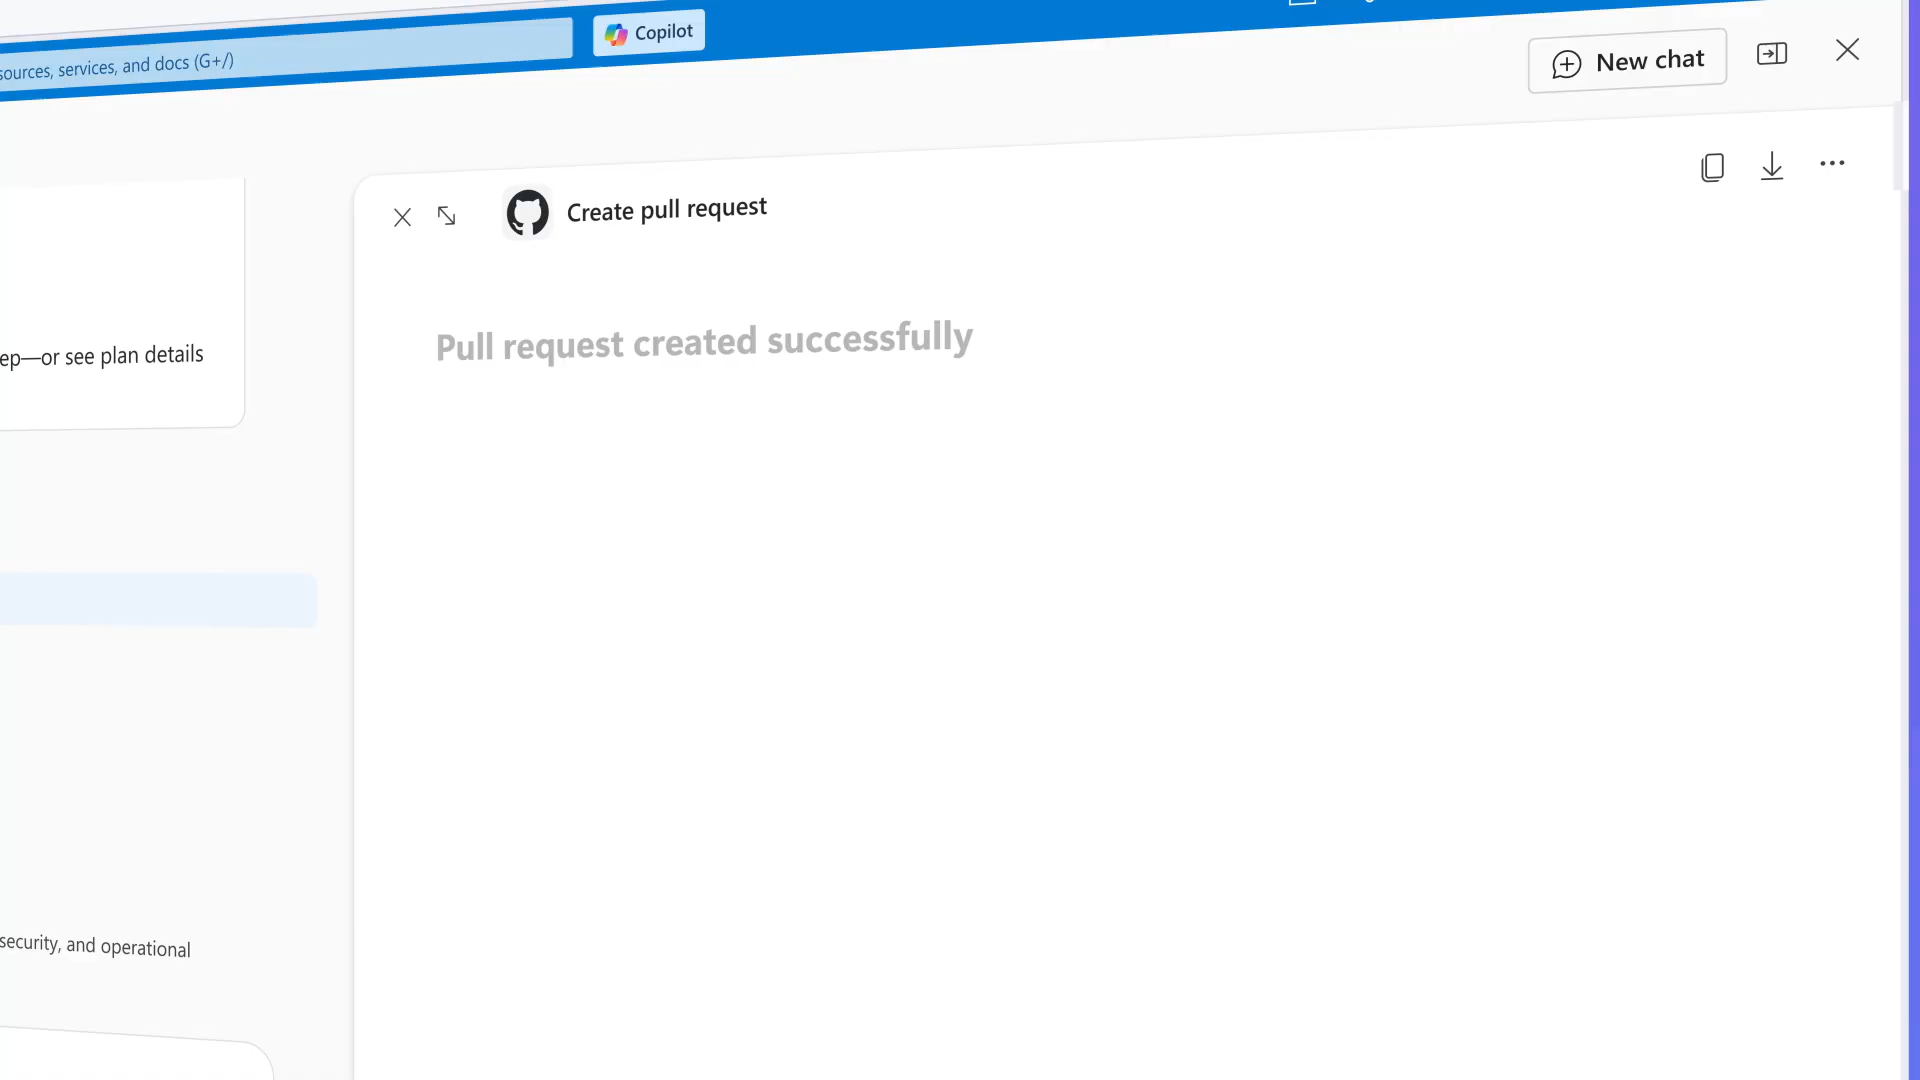 sources, services, and docs (G+/)
Copilot
New chat
Create pull request
Pull request created successfully
ep—or see plan details
security, and operational